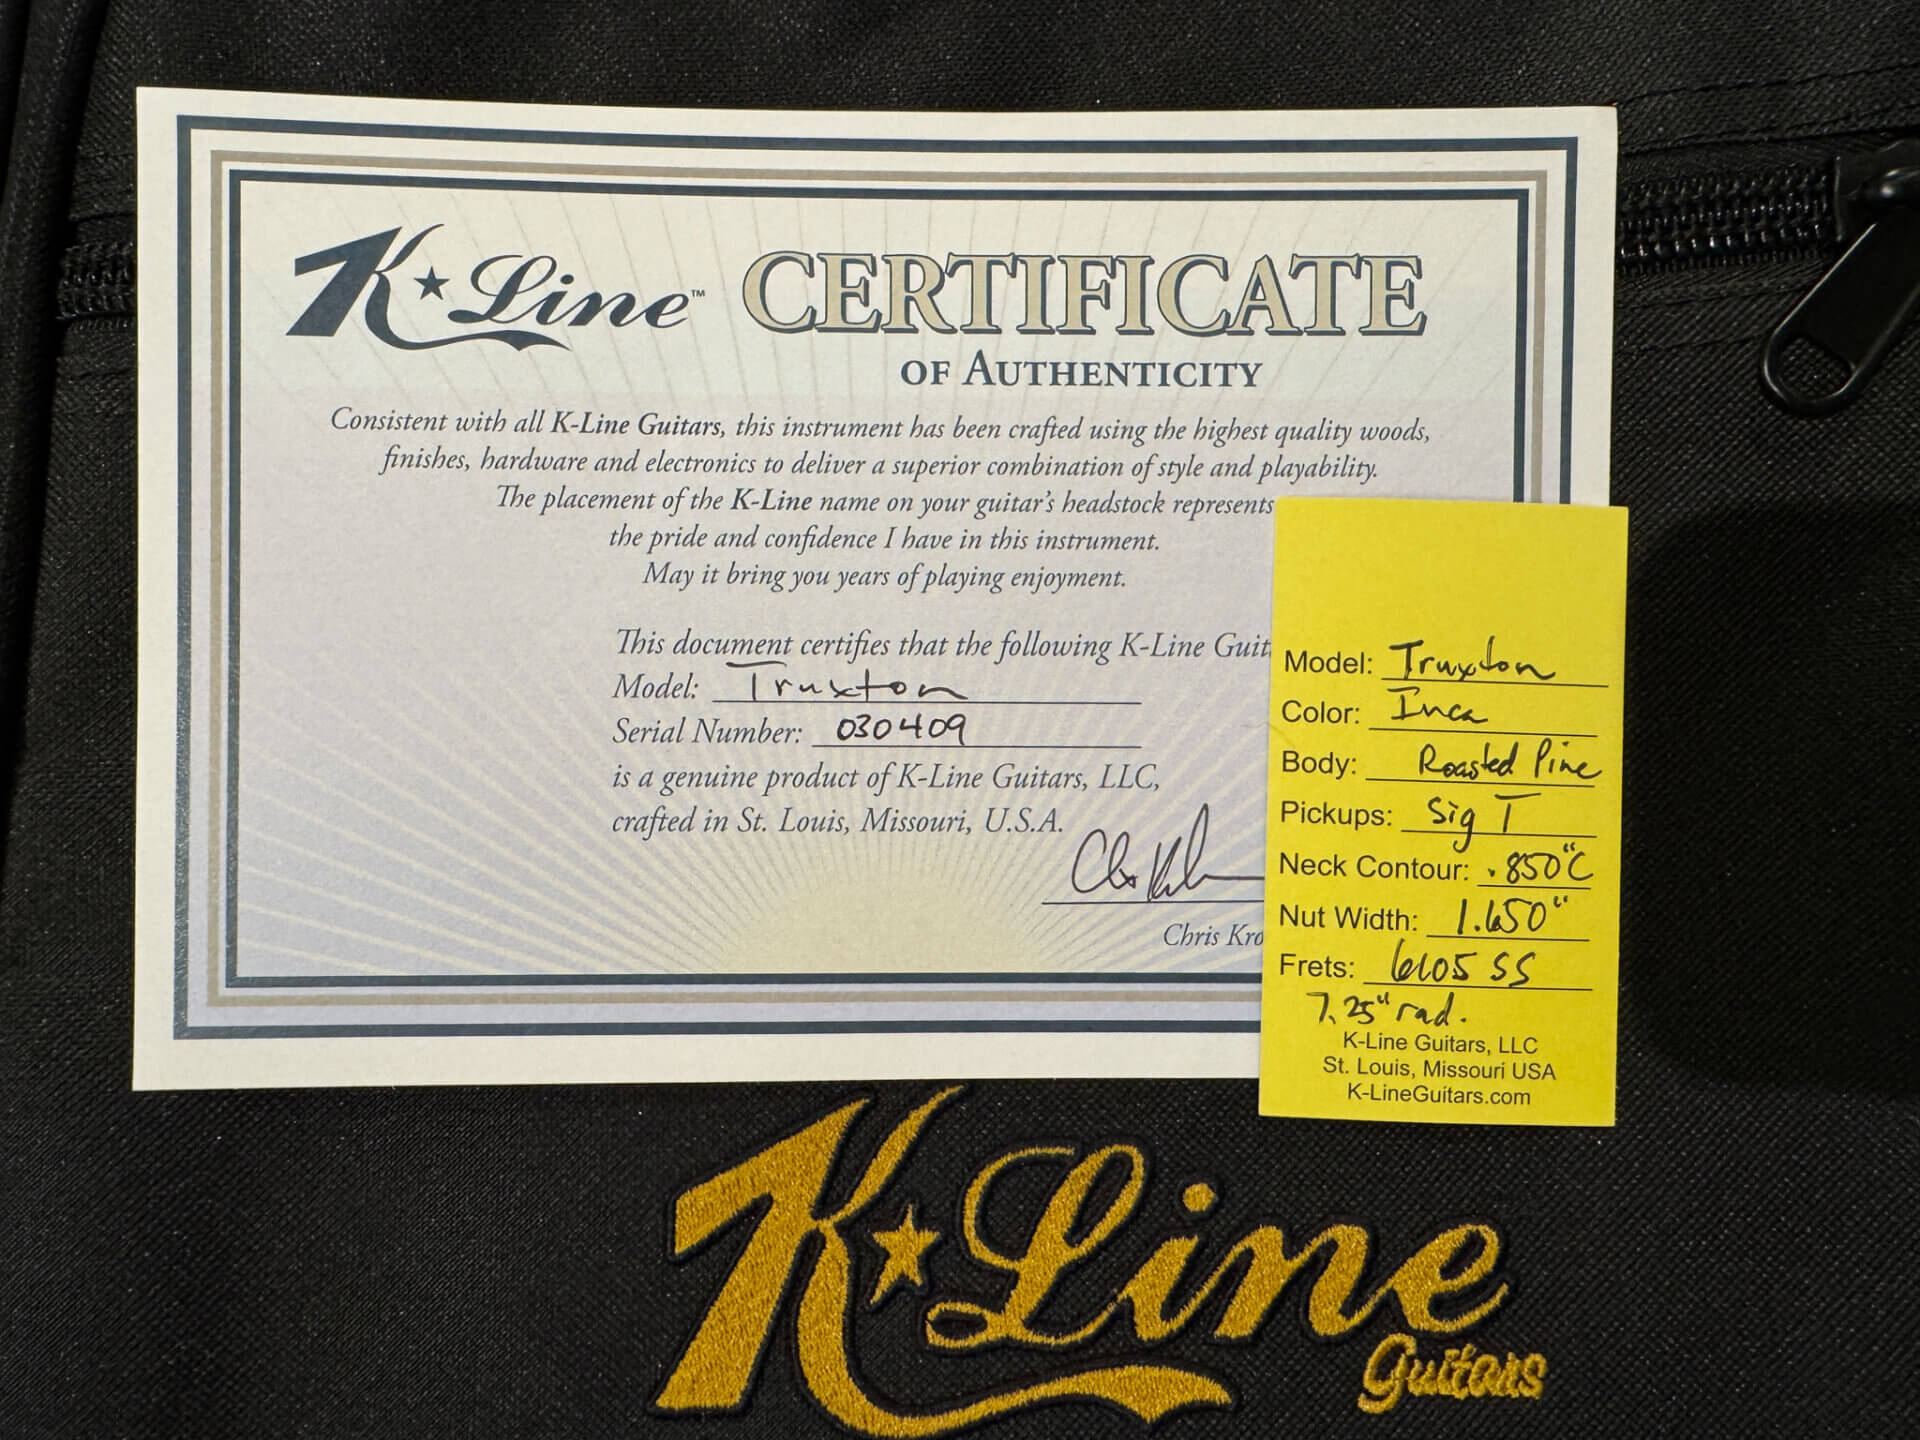 K★Line™ CERTIFICATE
OF AUTHENTICITY
Consistent with all K-Line Guitars, this instrument has been crafted using the highest quality woods,
finishes, hardware and electronics to deliver a superior combination of style and playability.
The placement of the K-Line name on your guitar's headstock represents
the pride and confidence I have in this instrument.
May it bring you years of playing enjoyment.
This document certifies that the following K-Line Guit
Model: Truxton
Serial Number: 030409
is a genuine product of K-Line Guitars, LLC,
crafted in St. Louis, Missouri, U.S.A.
Chris Kro
Model: Truxton
Color: Inca
Body: Roasted Pine
Pickups: Sig T
Neck Contour: .850"C
Nut Width: 1.650"
Frets: 6105 SS
7.25" rad.
K-Line Guitars, LLC
St. Louis, Missouri USA
K-LineGuitars.com
K★Line
Guitars